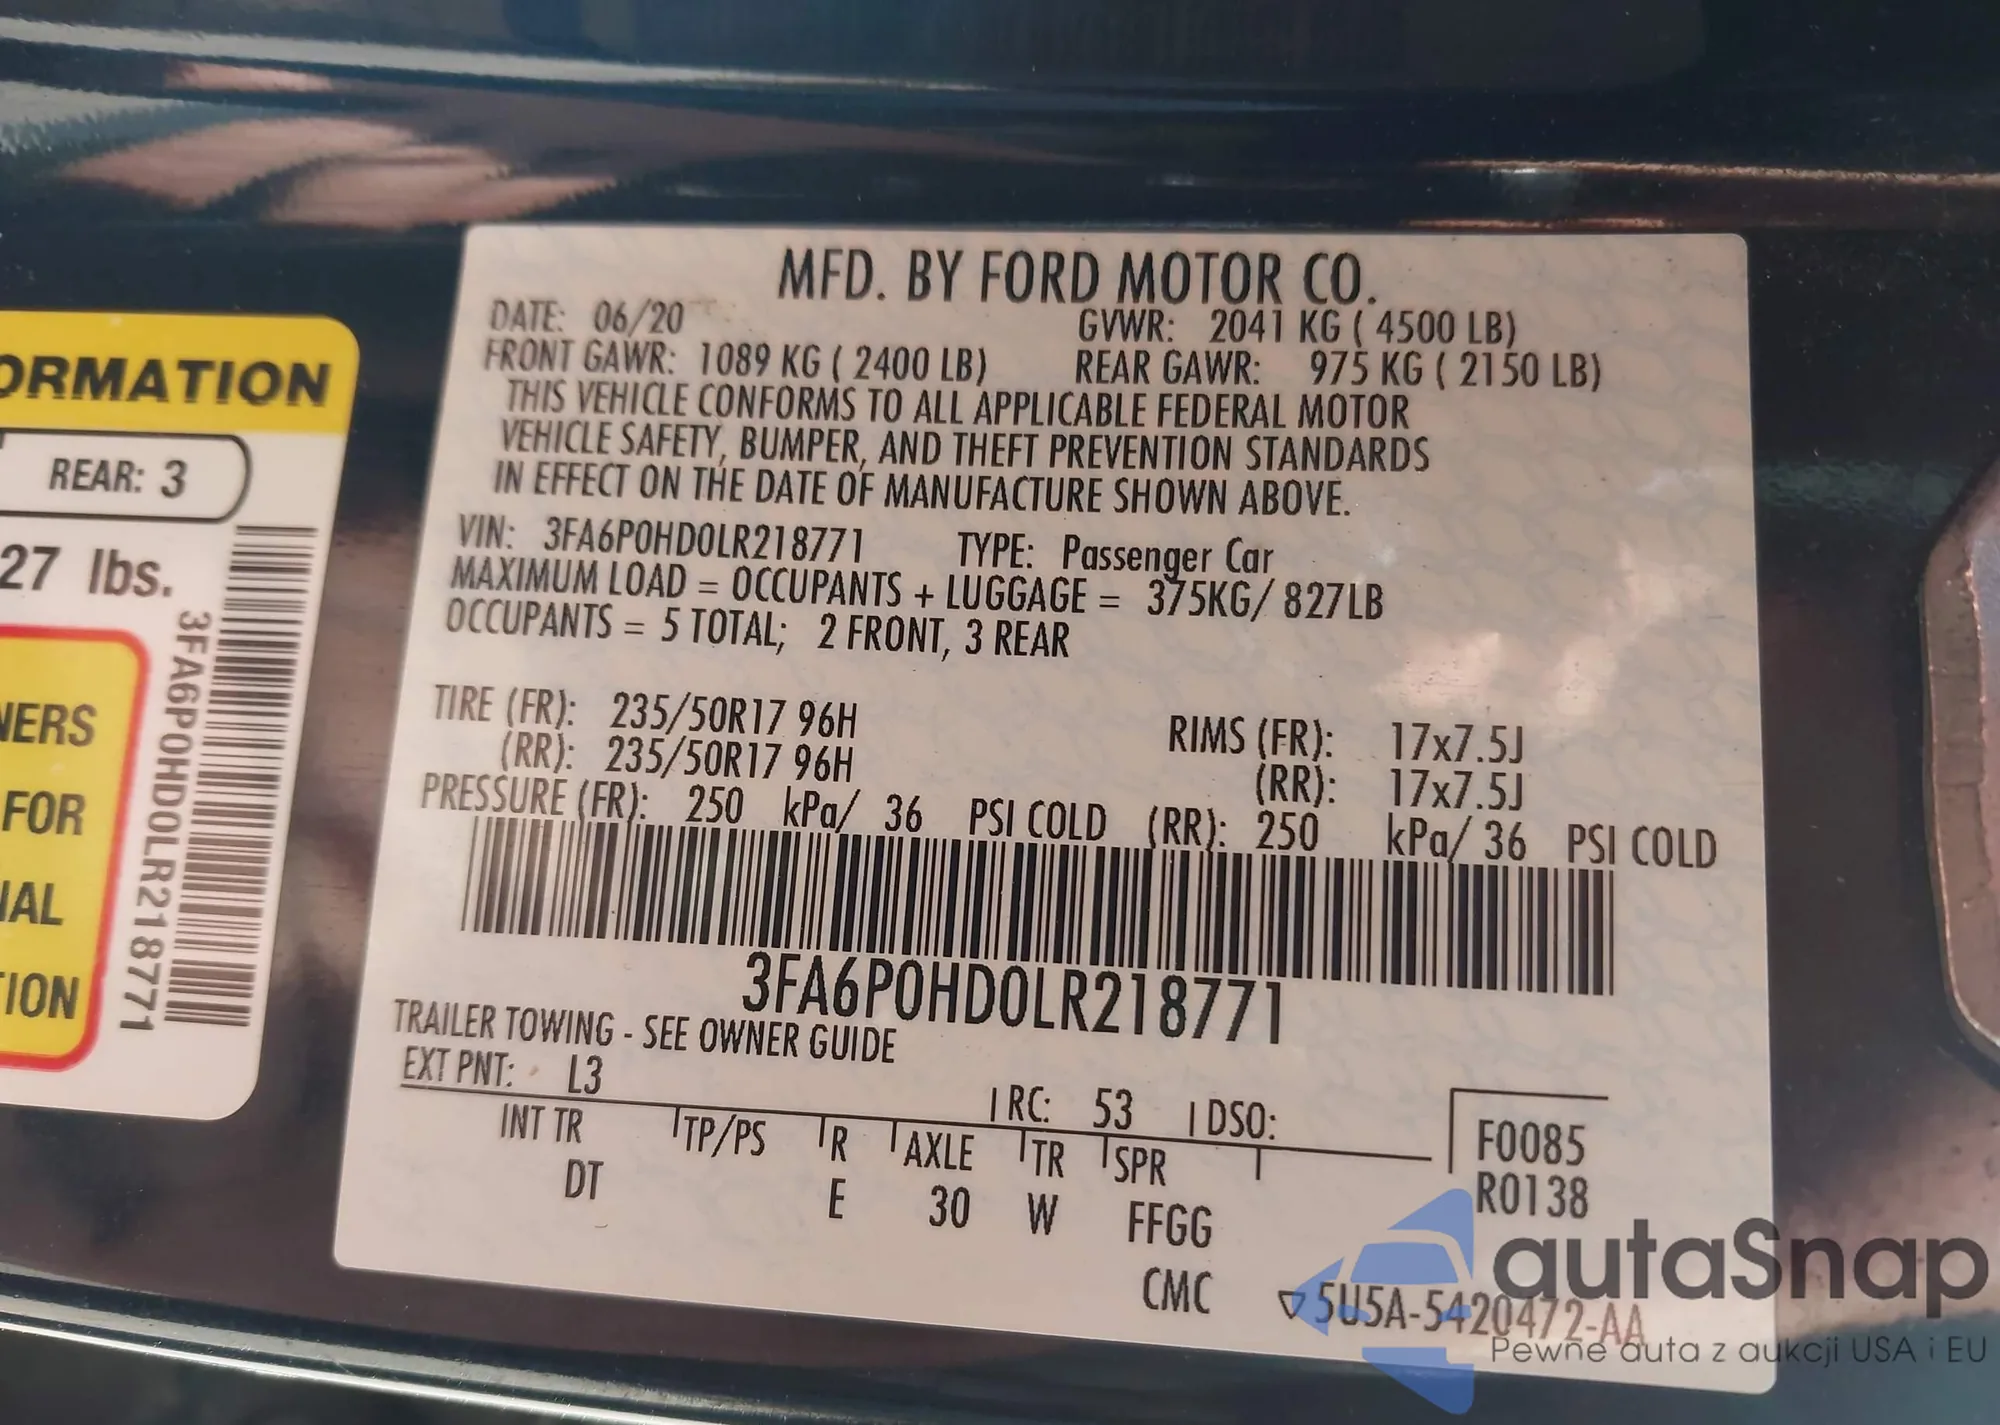 ORMATION
REAR: 3
27 lbs.
NERS
FOR
IAL
TION
3FA6P0HD0LR218771
MFD. BY FORD MOTOR CO.
DATE: 06/20 GVWR: 2041 KG ( 4500 LB)
FRONT GAWR: 1089 KG ( 2400 LB) REAR GAWR: 975 KG ( 2150 LB)
THIS VEHICLE CONFORMS TO ALL APPLICABLE FEDERAL MOTOR
VEHICLE SAFETY, BUMPER, AND THEFT PREVENTION STANDARDS
IN EFFECT ON THE DATE OF MANUFACTURE SHOWN ABOVE.
VIN: 3FA6P0HD0LR218771 TYPE: Passenger Car
MAXIMUM LOAD = OCCUPANTS + LUGGAGE = 375KG/ 827LB
OCCUPANTS = 5 TOTAL; 2 FRONT, 3 REAR
TIRE (FR): 235/50R17 96H RIMS (FR): 17x7.5J
(RR): 235/50R17 96H (RR): 17x7.5J
PRESSURE (FR): 250 kPa/ 36 PSI COLD (RR): 250 kPa/ 36 PSI COLD
3FA6P0HD0LR218771
TRAILER TOWING - SEE OWNER GUIDE
EXT PNT: L3 RC: 53 DSO:
INT TR TP/PS R AXLE TR SPR F0085
DT E 30 W FFGG R0138
CMC 5U5A-5420472-AA
autaSnap
Pewne auta z aukcji USA i EU